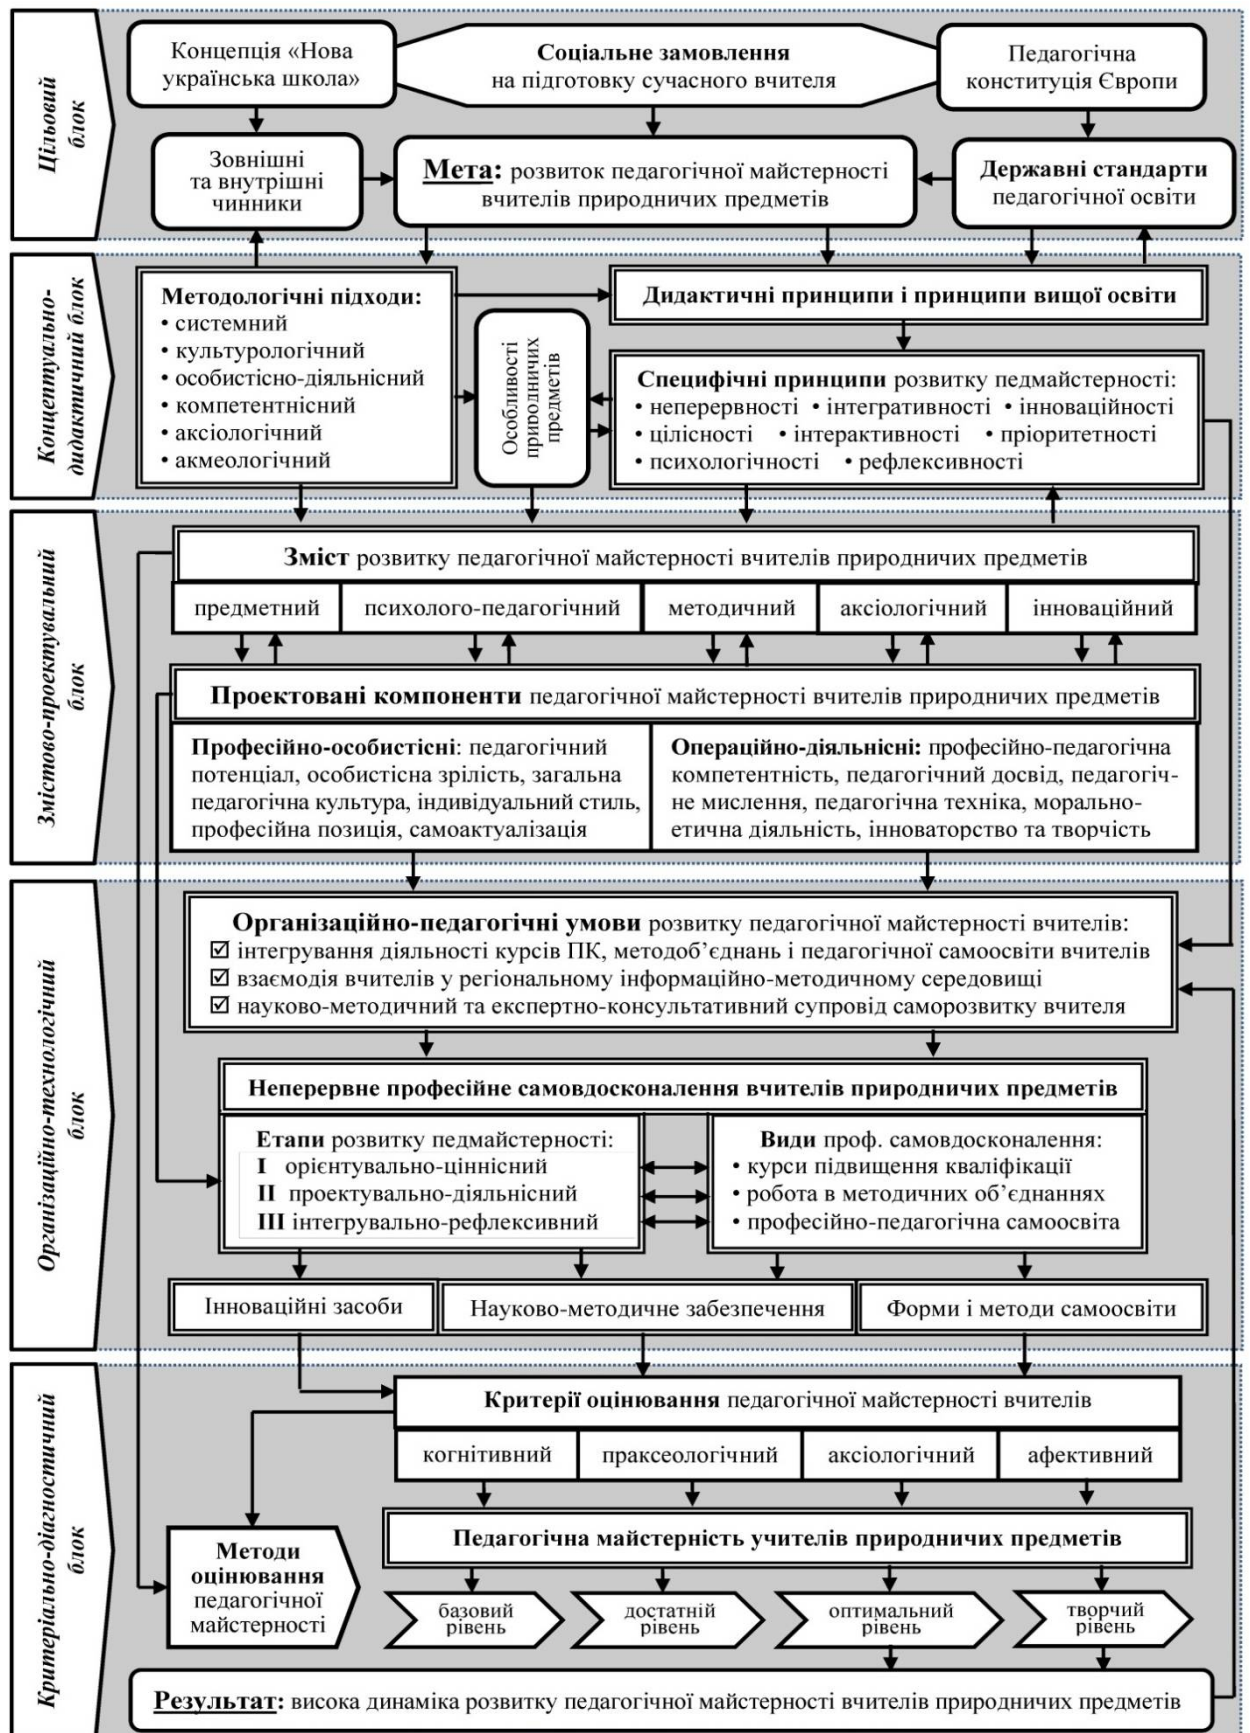 Цільовий
блок
Концепція «Нова
українська школа»
Соціальне замовлення
на підготовку сучасного вчителя
Педагогічна
конституція Європи
Зовнішні
та внутрішні
чинники
Мета: розвиток педагогічної майстерності
вчителів природничих предметів
Державні стандарти
педагогічної освіти
Концептуально-
дидактичний блок
Методологічні підходи:
• системний
• культурологічний
• особистісно-діяльнісний
• компетентнісний
• аксіологічний
• акмеологічний
Особливості
природничих
предметів
Дидактичні принципи і принципи вищої освіти
Специфічні принципи розвитку педмайстерності:
• неперервності • інтегративності • інноваційності
• цілісності • інтерактивності • пріоритетності
• психологічності • рефлексивності
Змістово-проектувальний
блок
Зміст розвитку педагогічної майстерності вчителів природничих предметів
предметний психолого-педагогічний методичний аксіологічний інноваційний
Проектовані компоненти педагогічної майстерності вчителів природничих предметів
Професійно-особистісні: педагогічний
потенціал, особистісна зрілість, загальна
педагогічна культура, індивідуальний стиль,
професійна позиція, самоактуалізація
Операційно-діяльнісні: професійно-педагогічна
компетентність, педагогічний досвід, педагогіч-
не мислення, педагогічна техніка, морально-
етична діяльність, інноваторство та творчість
Організаційно-технологічний
блок
Організаційно-педагогічні умови розвитку педагогічної майстерності вчителів:
☑ інтегрування діяльності курсів ПК, методоб’єднань і педагогічної самоосвіти вчителів
☑ взаємодія вчителів у регіональному інформаційно-методичному середовищі
☑ науково-методичний та експертно-консультативний супровід саморозвитку вчителя
Неперервне професійне самовдосконалення вчителів природничих предметів
Етапи розвитку педмайстерності:
I орієнтувально-ціннісний
II проектувально-діяльнісний
III інтегрувально-рефлексивний
Види проф. самовдосконалення:
• курси підвищення кваліфікації
• робота в методичних об’єднаннях
• професійно-педагогічна самоосвіта
Інноваційні засоби
Науково-методичне забезпечення
Форми і методи самоосвіти
Критеріально-діагностичний
блок
Критерії оцінювання педагогічної майстерності вчителів
когнітивний праксеологічний аксіологічний афективний
Педагогічна майстерність учителів природничих предметів
Методи
оцінювання
педагогічної
майстерності
базовий
рівень
достатній
рівень
оптимальний
рівень
творчий
рівень
Результат: висока динаміка розвитку педагогічної майстерності вчителів природничих предметів